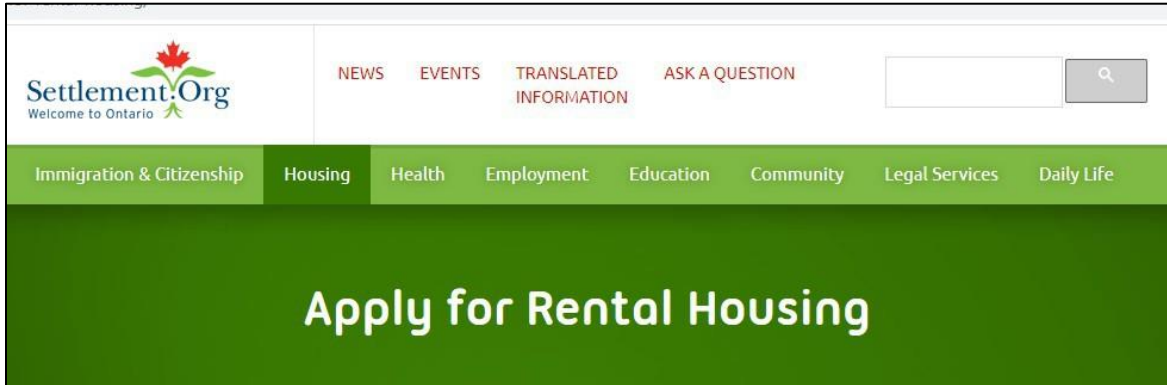 Settlement.Org
Welcome to Ontario
NEWS EVENTS TRANSLATED INFORMATION ASK A QUESTION
Immigration & Citizenship Housing Health Employment Education Community Legal Services Daily Life
Apply for Rental Housing